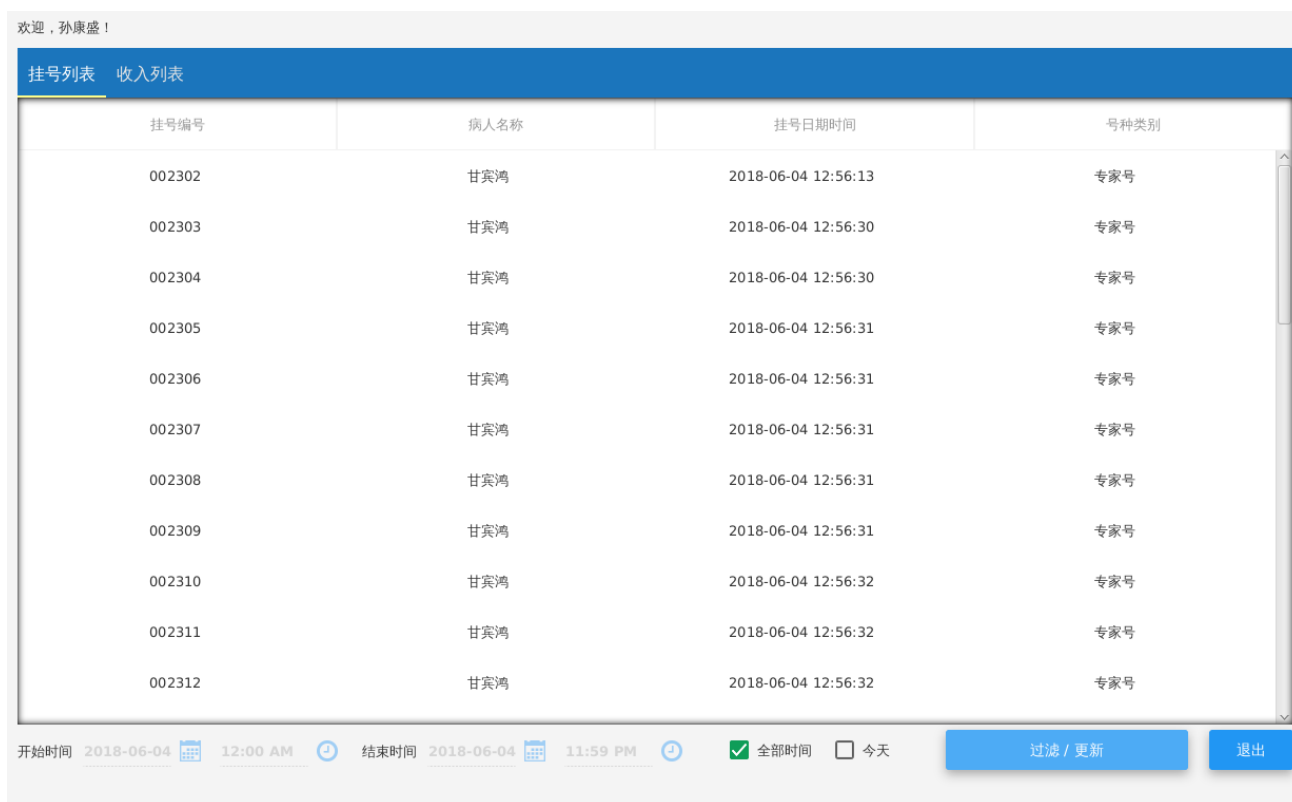 欢迎，孙康盛！
挂号列表 收入列表
挂号编号 病人名称 挂号日期时间 号种类别
002302 甘宾鸿 2018-06-04 12:56:13 专家号
002303 甘宾鸿 2018-06-04 12:56:30 专家号
002304 甘宾鸿 2018-06-04 12:56:30 专家号
002305 甘宾鸿 2018-06-04 12:56:31 专家号
002306 甘宾鸿 2018-06-04 12:56:31 专家号
002307 甘宾鸿 2018-06-04 12:56:31 专家号
002308 甘宾鸿 2018-06-04 12:56:31 专家号
002309 甘宾鸿 2018-06-04 12:56:31 专家号
002310 甘宾鸿 2018-06-04 12:56:32 专家号
002311 甘宾鸿 2018-06-04 12:56:32 专家号
002312 甘宾鸿 2018-06-04 12:56:32 专家号
开始时间 2018-06-04 12:00 AM 结束时间 2018-06-04 11:59 PM 全部时间 今天 过滤 / 更新 退出